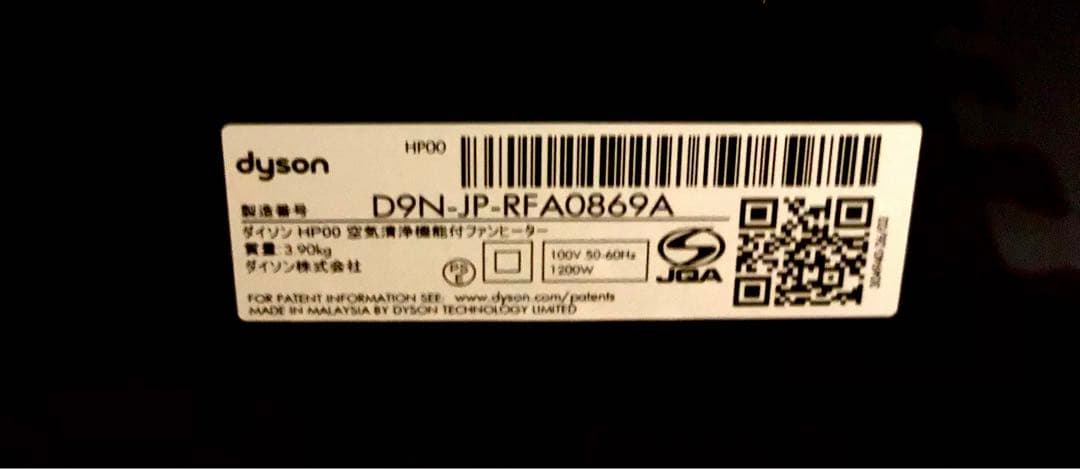 HP00
dyson
製造番号 D9N-JP-RFA0869A
ダイソン HP00 空気清浄機能付ファンヒーター
質量:3.90kg
ダイソン株式会社
PS
E
100V 50-60Hz
1200W
JQA
FOR PATENT INFORMATION SEE: www.dyson.com/patents
MADE IN MALAYSIA BY DYSON TECHNOLOGY LIMITED